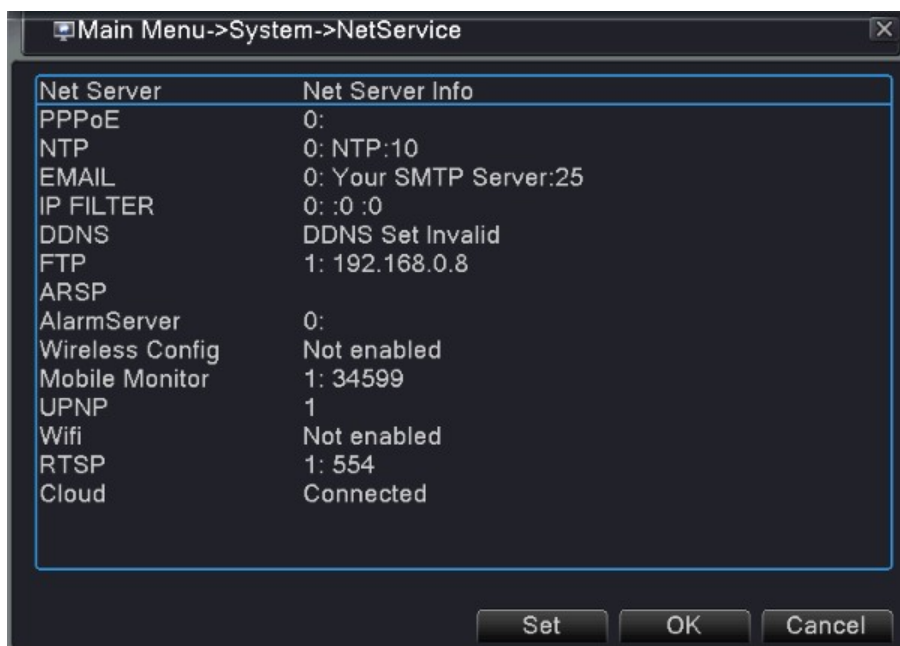 Main Menu->System->NetService
Net Server Net Server Info
PPPoE 0:
NTP 0: NTP:10
EMAIL 0: Your SMTP Server:25
IP FILTER 0: :0 :0
DDNS DDNS Set Invalid
FTP 1: 192.168.0.8
ARSP
AlarmServer 0:
Wireless Config Not enabled
Mobile Monitor 1: 34599
UPNP 1
Wifi Not enabled
RTSP 1: 554
Cloud Connected
Set OK Cancel